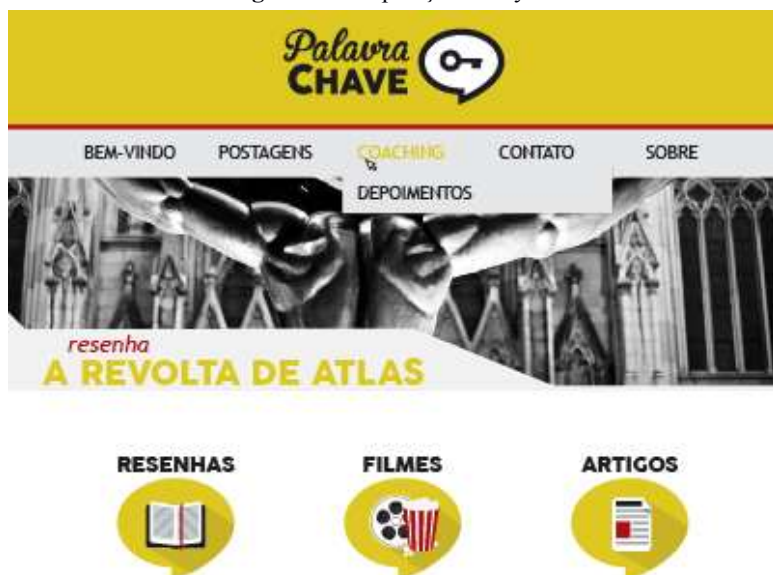 Palavra
CHAVE
BEM-VINDO POSTAGENS COACHING CONTATO SOBRE
DEPOIMENTOS
resenha
A REVOLTA DE ATLAS
RESENHAS FILMES ARTIGOS